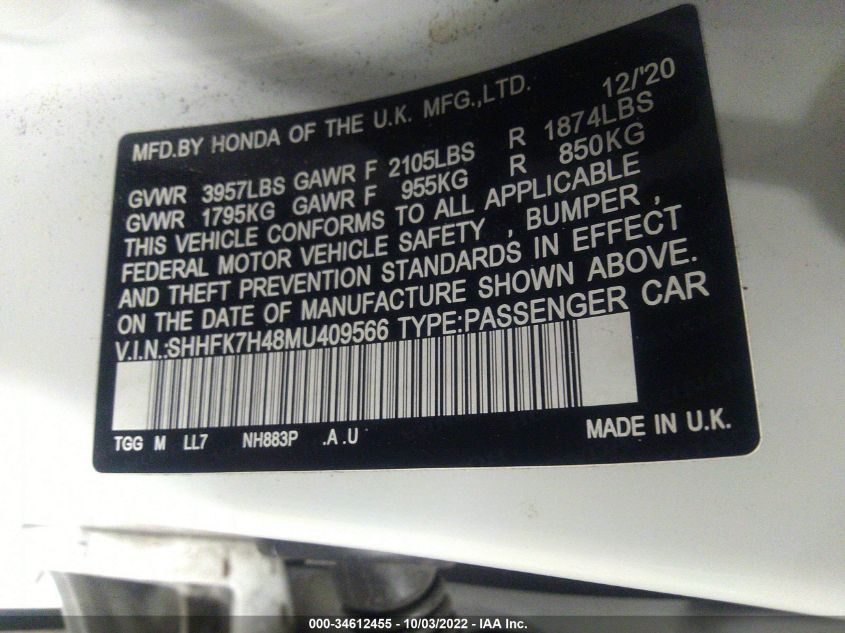 MFD.BY HONDA OF THE U.K. MFG.,LTD. 12/'20
GVWR 3957LBS GAWR F 2105LBS R 1874LBS
GVWR 1795KG GAWR F 955KG R 850KG
THIS VEHICLE CONFORMS TO ALL APPLICABLE
FEDERAL MOTOR VEHICLE SAFETY , BUMPER ,
AND THEFT PREVENTION STANDARDS IN EFFECT
ON THE DATE OF MANUFACTURE SHOWN ABOVE.
V.I.N.:SHHFK7H48MU409566 TYPE:PASSENGER CAR
TGG M LL7 NH883P .A .U MADE IN U.K.
000-34612455 - 10/03/2022 - IAA Inc.